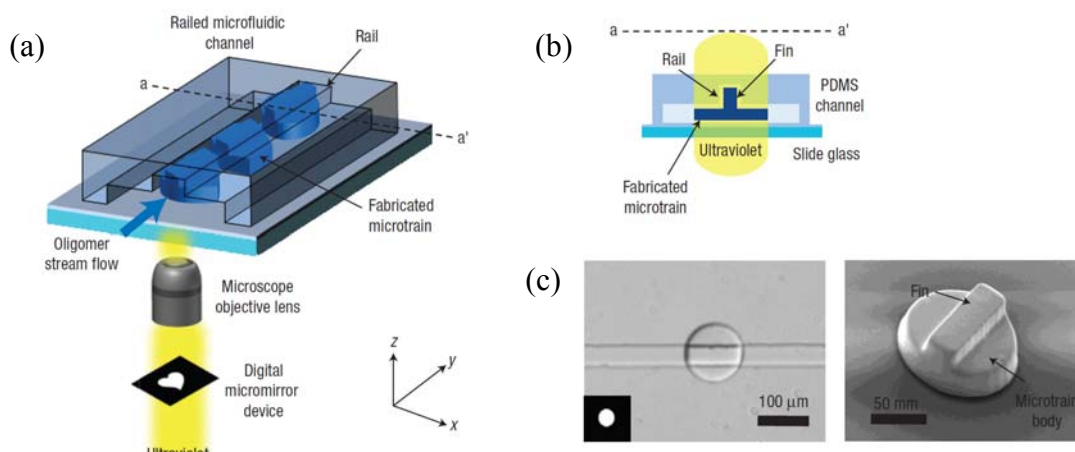 (a)
Railed microfluidic
channel
Rail
a
a'
Fabricated
microtrain
Oligomer
stream flow
Microscope
objective lens
Digital
micromirror
device
z
y
x
Ultraviolet
(b)
a
a'
Rail
Fin
PDMS
channel
Ultraviolet
Slide glass
Fabricated
microtrain
(c)
100 μm
Fin
50 mm
Microtrain
body